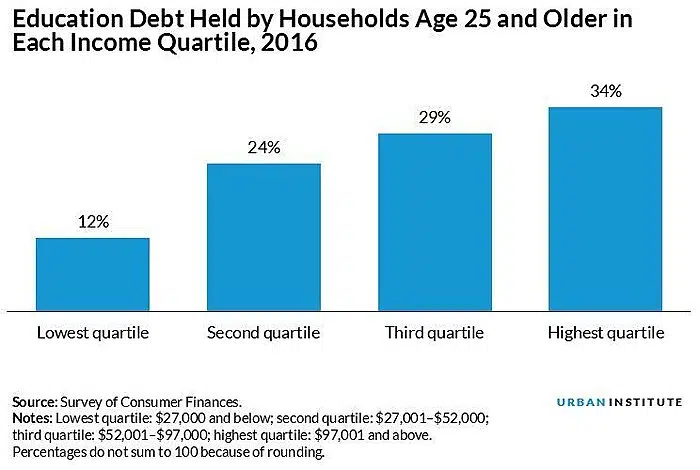 Education Debt Held by Households Age 25 and Older in
Each Income Quartile, 2016
12%
24%
29%
34%
Lowest quartile
Second quartile
Third quartile
Highest quartile
Source: Survey of Consumer Finances.
URBAN INSTITUTE
Notes: Lowest quartile: $27,000 and below; second quartile: $27,001–$52,000;
third quartile: $52,001–$97,000; highest quartile: $97,001 and above.
Percentages do not sum to 100 because of rounding.